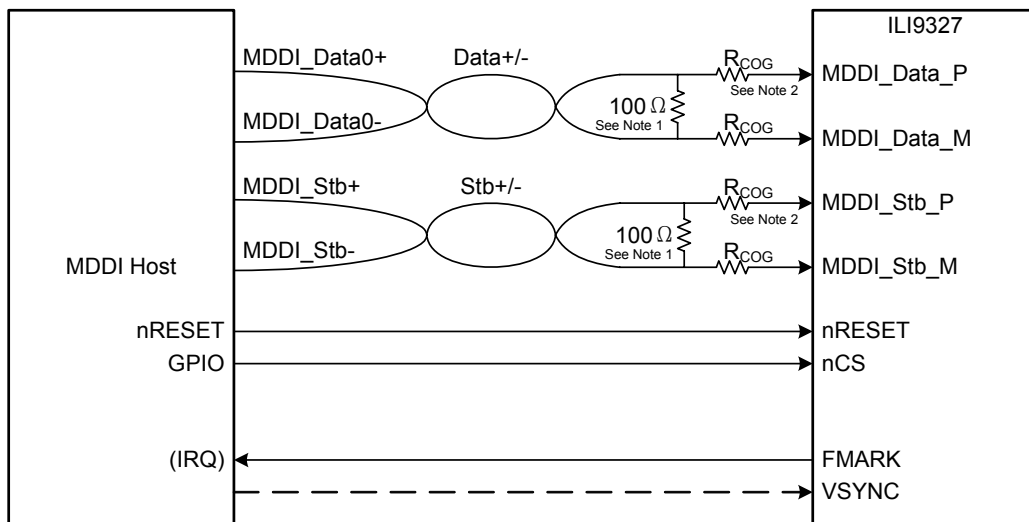 ILI9327
MDDI_Data0+
Data+/-
RCOG
MDDI_Data_P
See Note 2
100 Ω
See Note 1
MDDI_Data0-
RCOG
MDDI_Data_M
MDDI_Stb+
Stb+/-
RCOG
MDDI_Stb_P
See Note 2
100 Ω
See Note 1
MDDI_Stb-
RCOG
MDDI_Stb_M
MDDI Host
nRESET
nRESET
GPIO
nCS
(IRQ)
FMARK
VSYNC